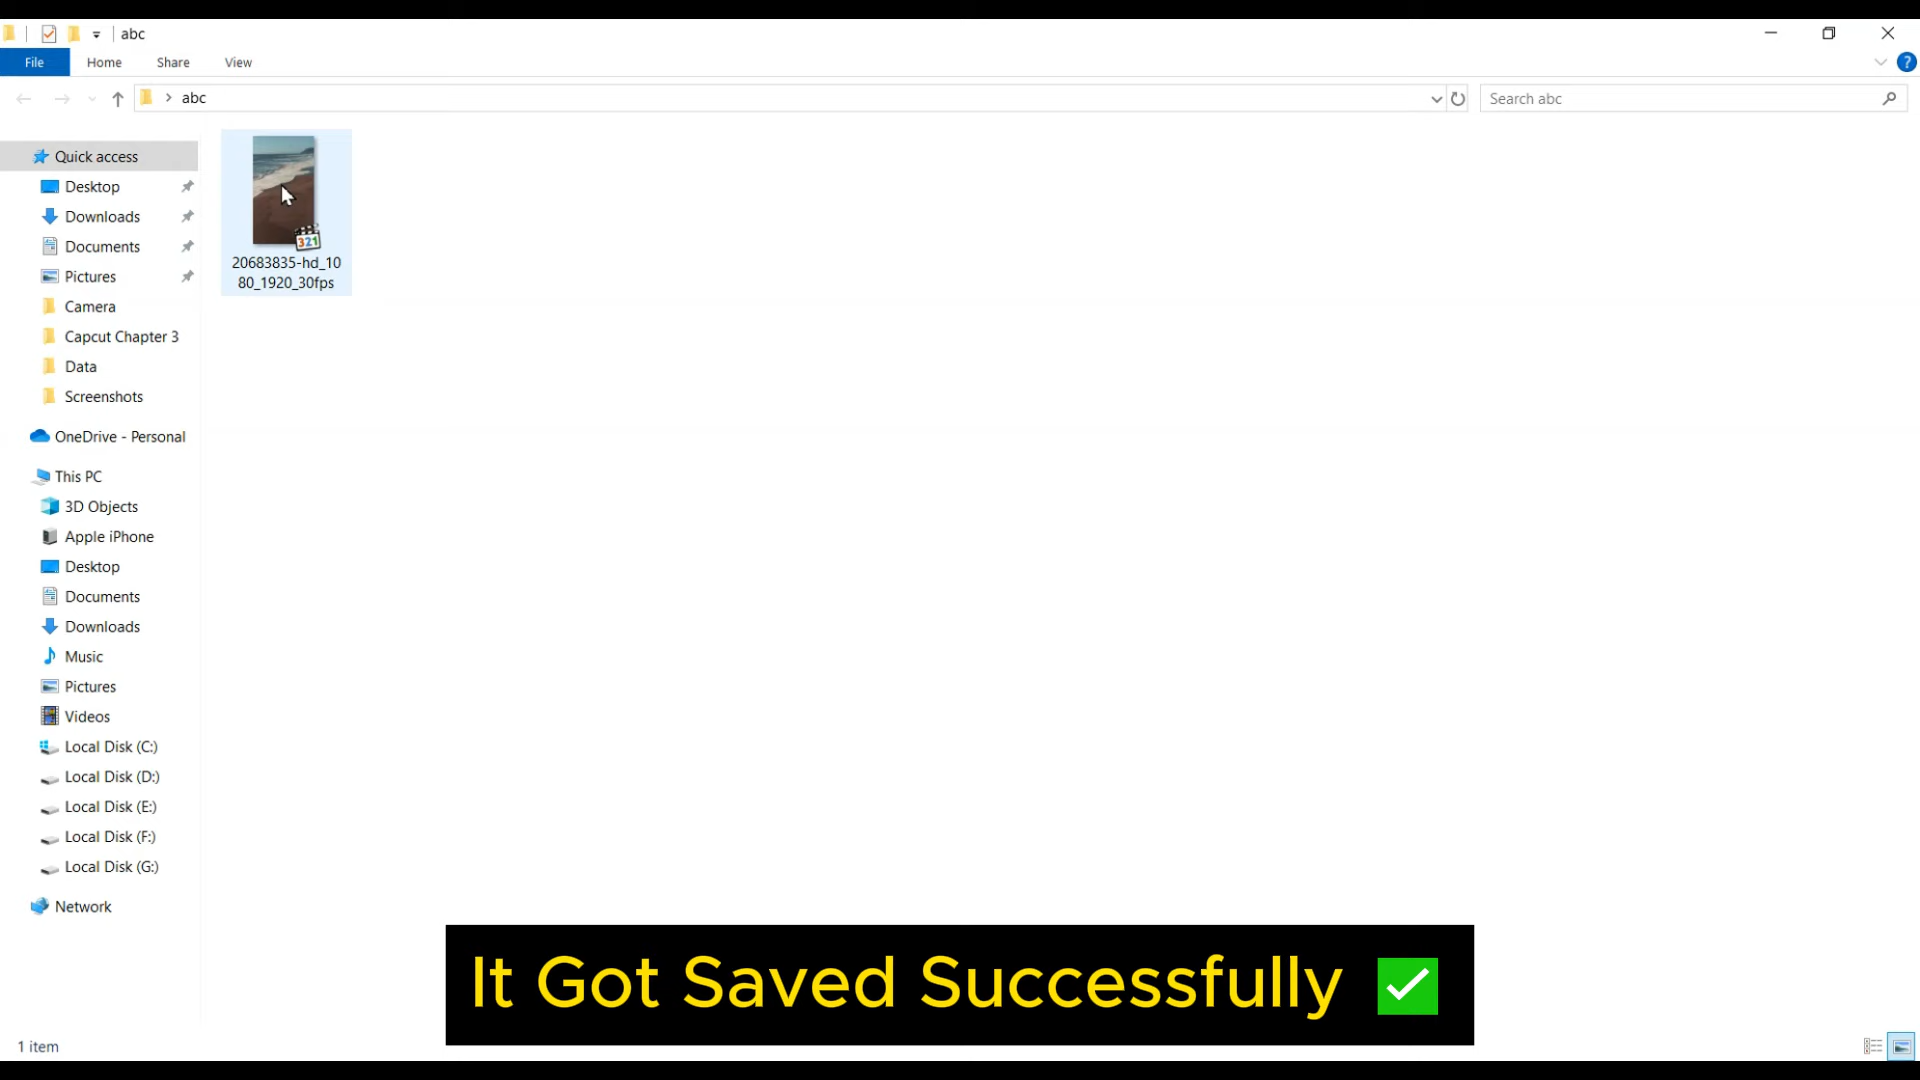 abc
File
Home
Share
View
abc
Search abc
Quick access
Desktop
Downloads
Documents
Pictures
Camera
Capcut Chapter 3
Data
Screenshots
OneDrive - Personal
This PC
3D Objects
Apple iPhone
Desktop
Documents
Downloads
Music
Pictures
Videos
Local Disk (C:)
Local Disk (D:)
Local Disk (E:)
Local Disk (F:)
Local Disk (G:)
Network
321
20683835-hd_10
80_1920_30fps
It Got Saved Successfully ✅
1 item